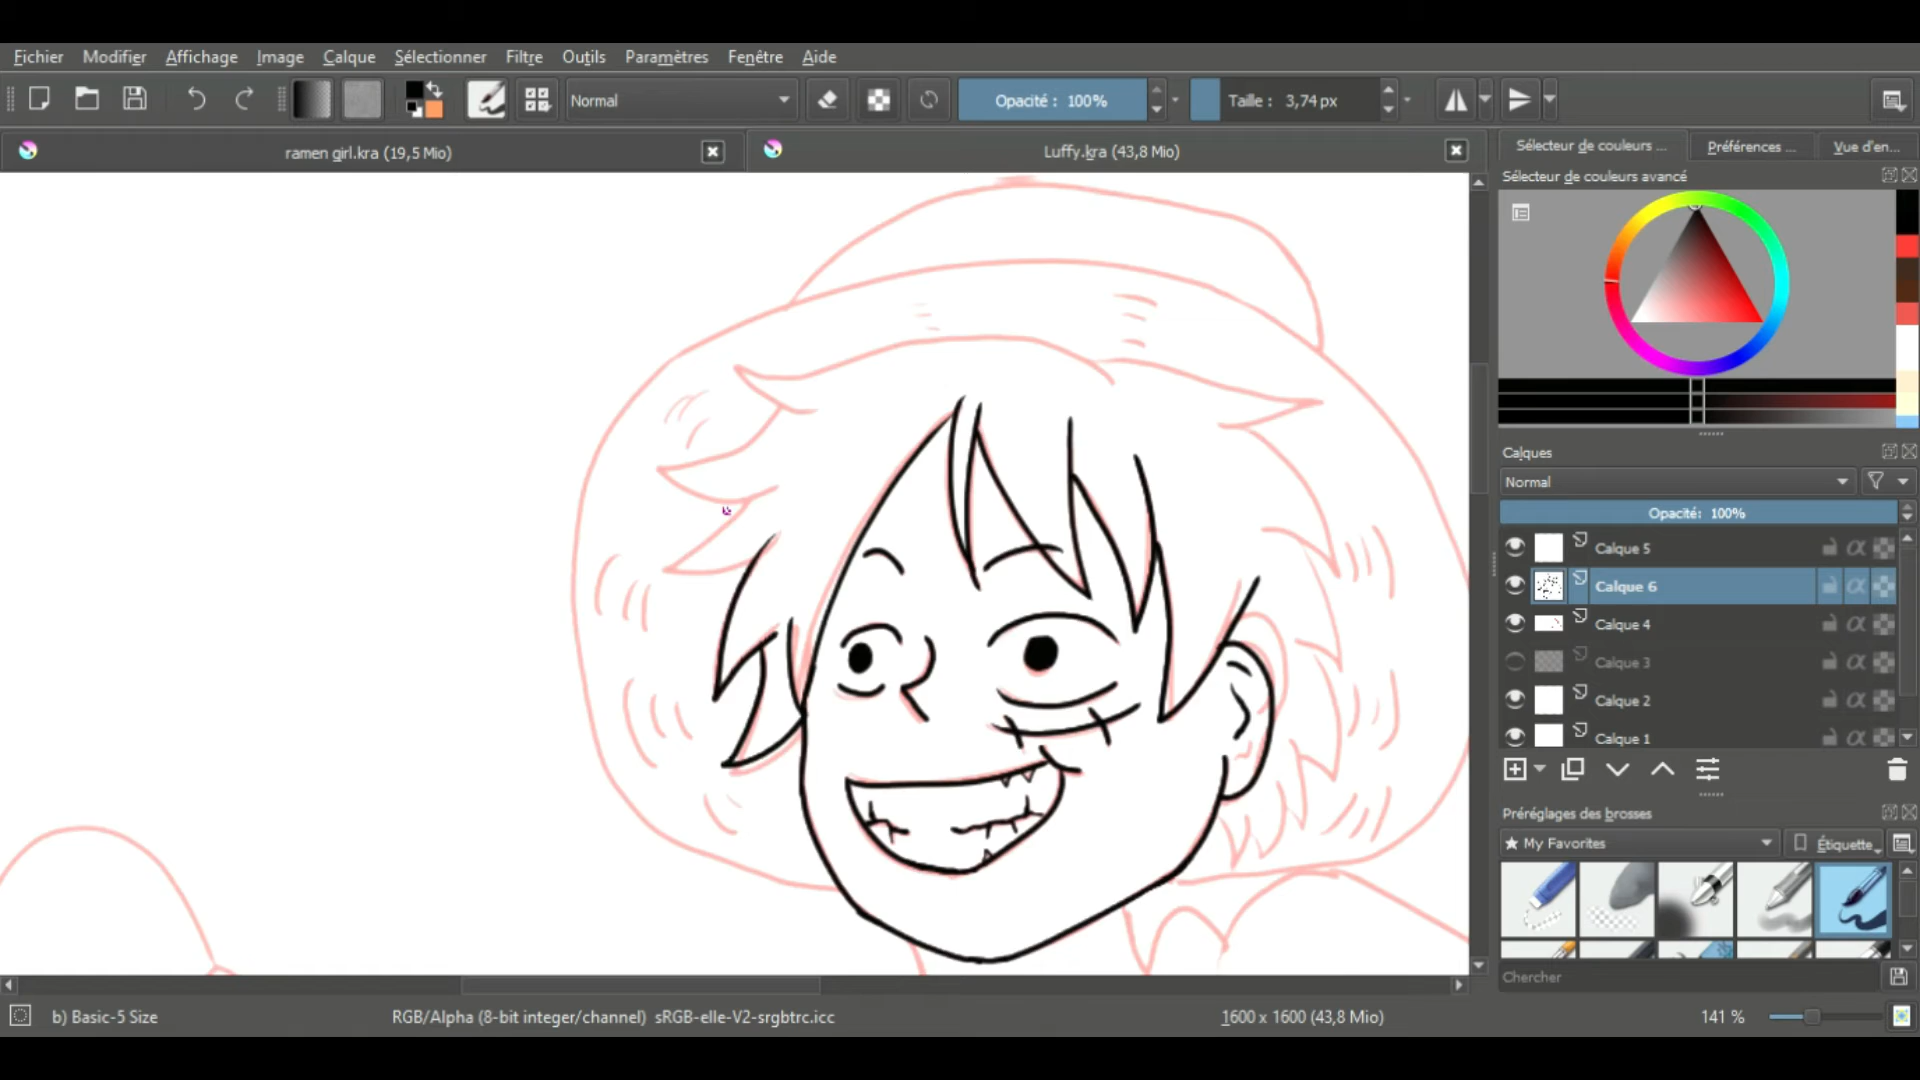 Fichier Modifier Affichage Image Calque Sélectionner Filtre Outils Paramètres Fenêtre Aide
Normal Opacité : 100% Taille : 3,74 px
ramen girl.kra (19,5 Mio) Luffy.kra (43,8 Mio)
Sélecteur de couleurs ... Préférences ... Vue d'en...
Sélecteur de couleurs avancé
Calques
Normal
Opacité: 100%
Calque 5
Calque 6
Calque 4
Calque 3
Calque 2
Calque 1
Préréglages des brosses
★ My Favorites Étiquette
Chercher
b) Basic-5 Size RGB/Alpha (8-bit integer/channel) sRGB-elle-V2-srgbtrc.icc 1600 x 1600 (43,8 Mio) 141 %